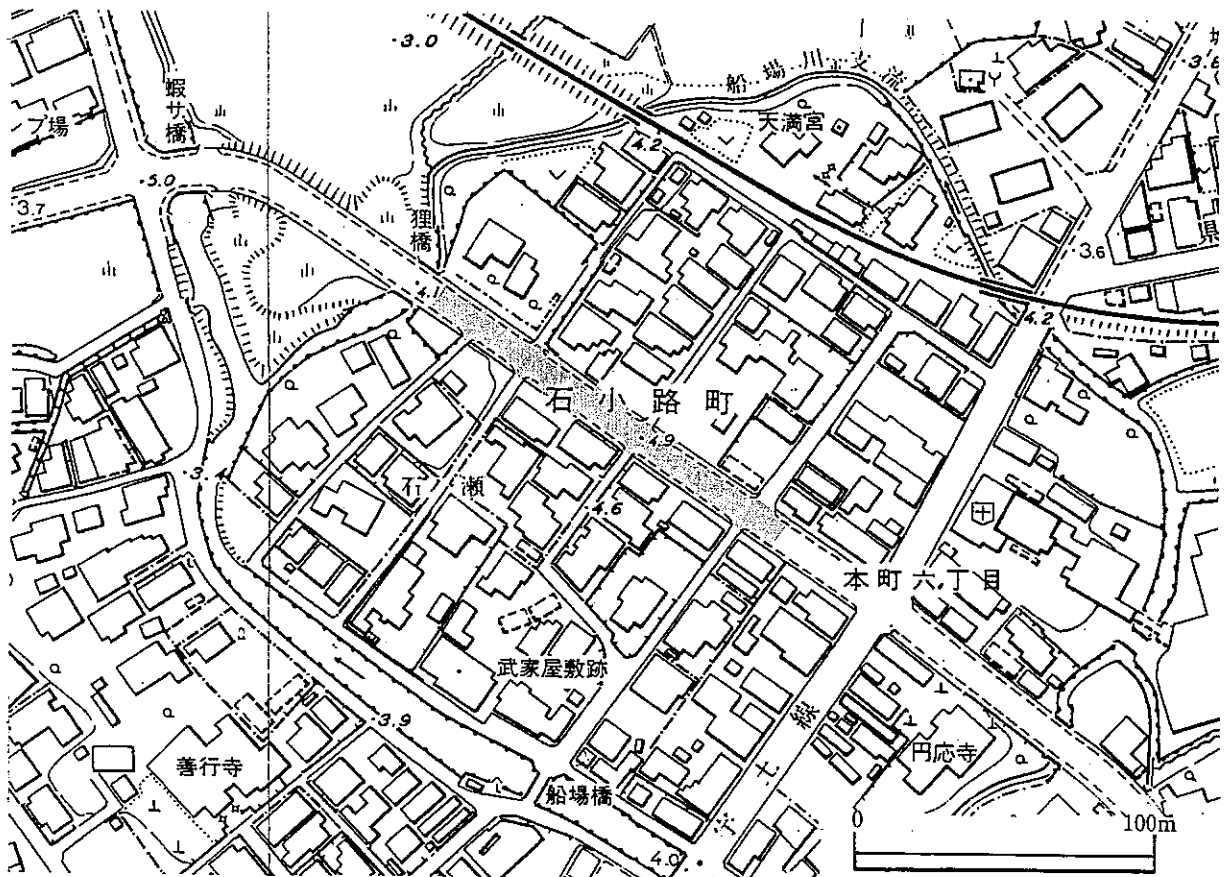 3.0
3.8
蝦サ橋
プ場
船場川支流
天満宮
4.2
5.0
3.7
狸橋
3.6
県
4.1
4.2
石小路町
4.9
3.4
石瀬
4.6
本町六丁目
武家屋敷跡
3.9
善行寺
船場橋
円応寺
4.0
0
100m